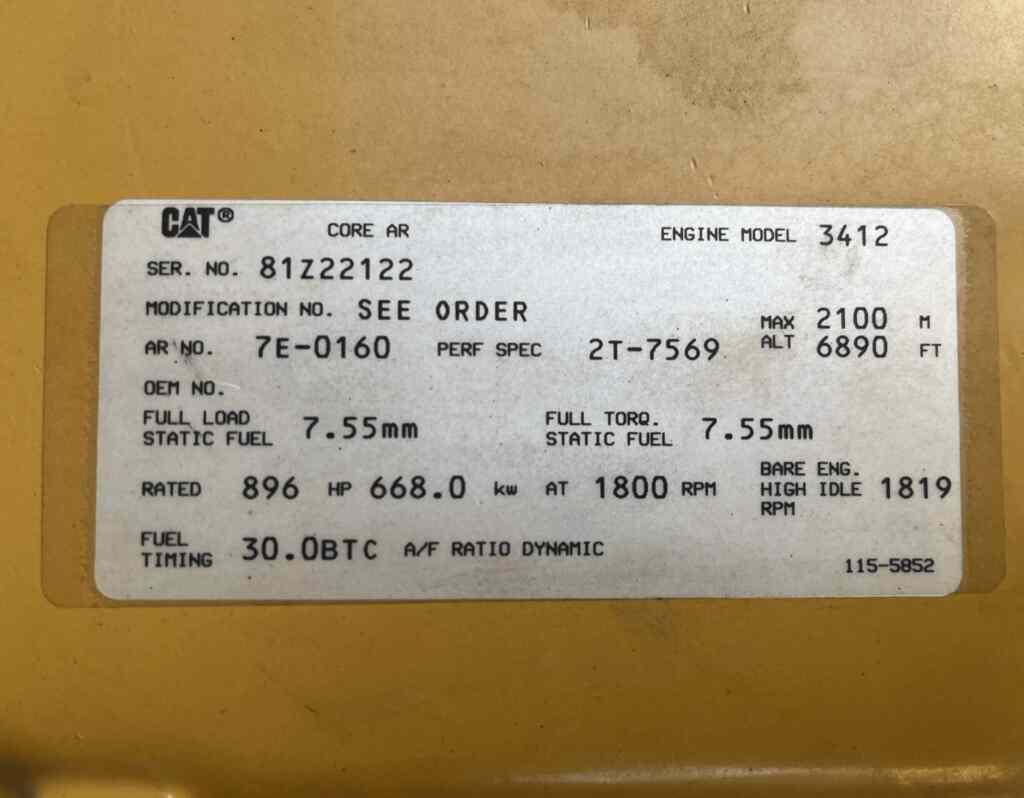 CAT®
CORE AR
ENGINE MODEL 3412
SER. NO. 81Z22122
MODIFICATION NO. SEE ORDER
MAX ALT 2100 M
6890 FT
AR NO. 7E-0160 PERF SPEC 2T-7569
OEM NO.
FULL LOAD
STATIC FUEL 7.55mm
FULL TORQ.
STATIC FUEL 7.55mm
RATED 896 HP 668.0 kw AT 1800 RPM
BARE ENG.
HIGH IDLE 1819
RPM
FUEL
TIMING 30.0BTC A/F RATIO DYNAMIC
115-5852